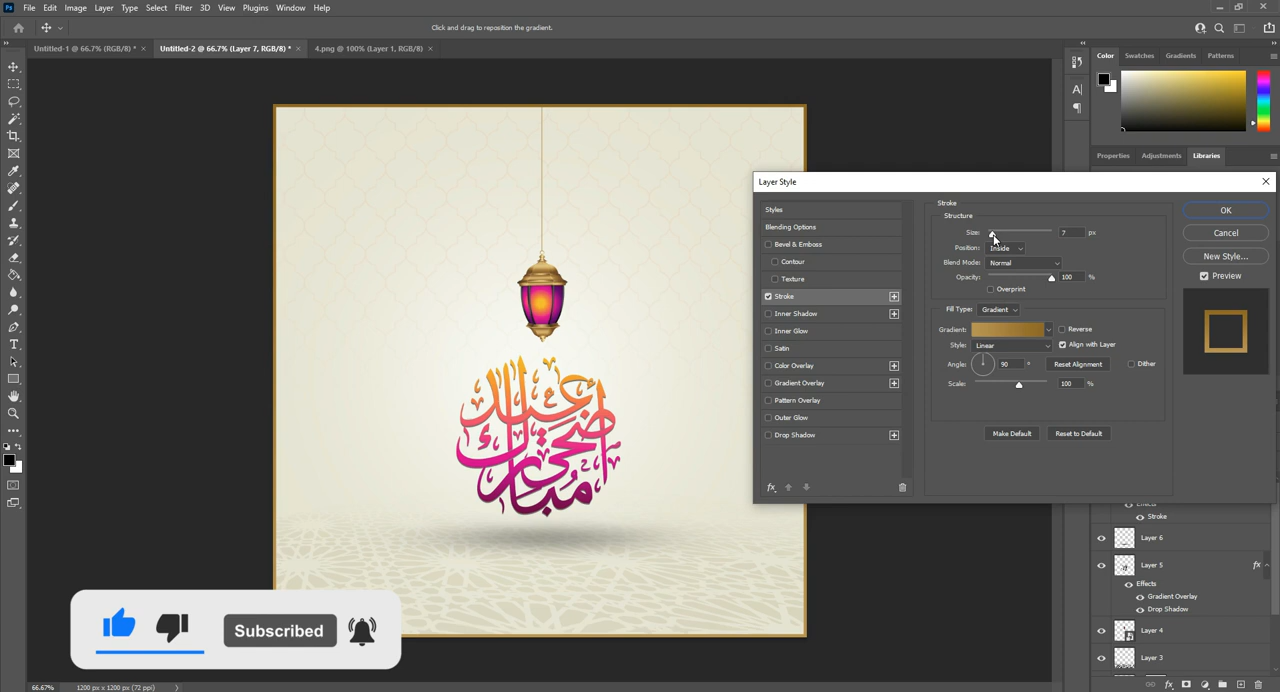 Ps File Edit Image Layer Type Select Filter 3D View Plugins Window Help
Click and drag to reposition the gradient.
Untitled-1 @ 66.7% (RGB/8) * ×
Untitled-2 @ 66.7% (Layer 7, RGB/8) * ×
4.png @ 100% (Layer 1, RGB/8) ×
Color Swatches Gradients Patterns
Properties Adjustments Libraries
Layer Style
Styles
Blending Options
Bevel & Emboss
Contour
Texture
Stroke
Inner Shadow
Inner Glow
Satin
Color Overlay
Gradient Overlay
Pattern Overlay
Outer Glow
Drop Shadow
fx
Stroke
Structure
Size: 7 px
Position: Inside
Blend Mode: Normal
Opacity: 100 %
Overprint
Fill Type: Gradient
Gradient: Reverse
Style: Linear Align with Layer
Angle: 90 ° Reset Alignment Dither
Scale: 100 %
Make Default Reset to Default
OK
Cancel
New Style...
Preview
عيد
أضحى
مبارك
Effects
Stroke
Layer 6
Layer 5 fx
Effects
Gradient Overlay
Drop Shadow
Layer 4
Layer 3
fx
Subscribed
66.67% 1200 px x 1200 px (72 ppi)